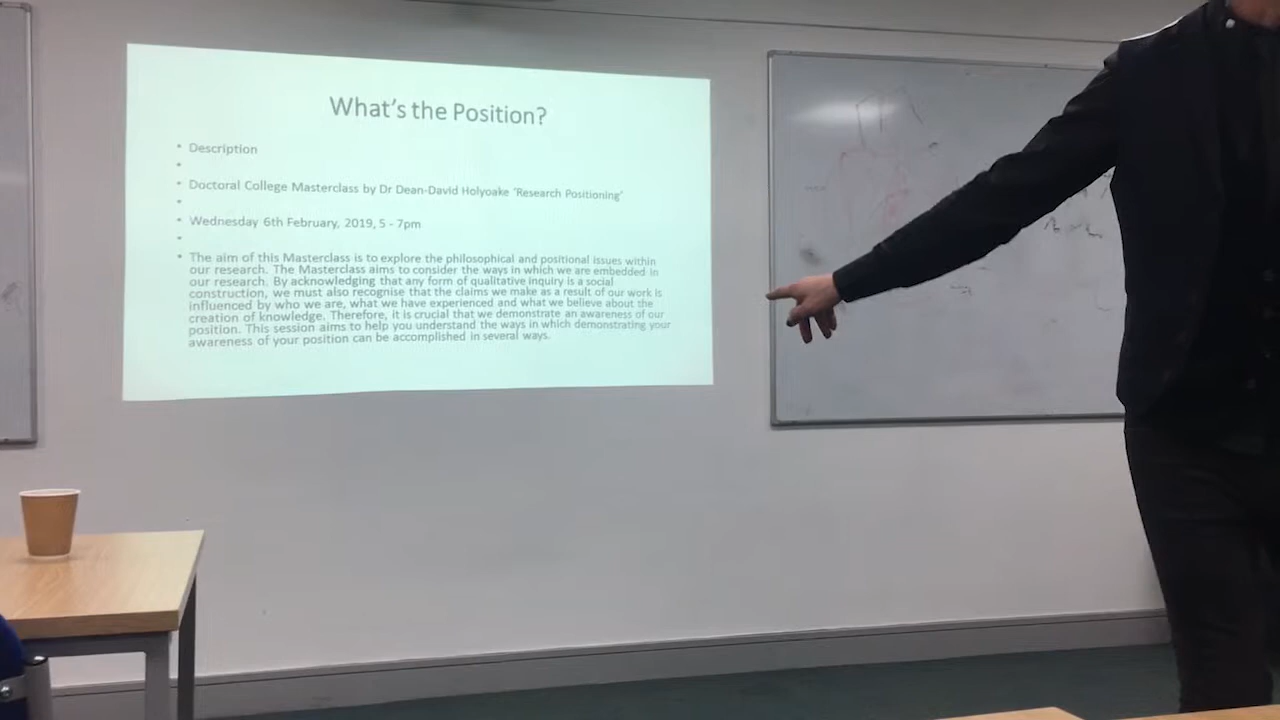 What's the Position?
Description
Doctoral College Masterclass by Dr Dean-David Holyoake 'Research Positioning'
Wednesday 6th February, 2019, 5 - 7pm
The aim of this Masterclass is to explore the philosophical and positional issues within
our research. The Masterclass aims to consider the ways in which we are embedded in
our research. By acknowledging that any form of qualitative inquiry is a social
construction, we must also recognise that the claims we make as a result of our work is
influenced by who we are, what we have experienced and what we believe about the
creation of knowledge. Therefore, it is crucial that we demonstrate an awareness of our
position. This session aims to help you understand the ways in which demonstrating your
awareness of your position can be accomplished in several ways.